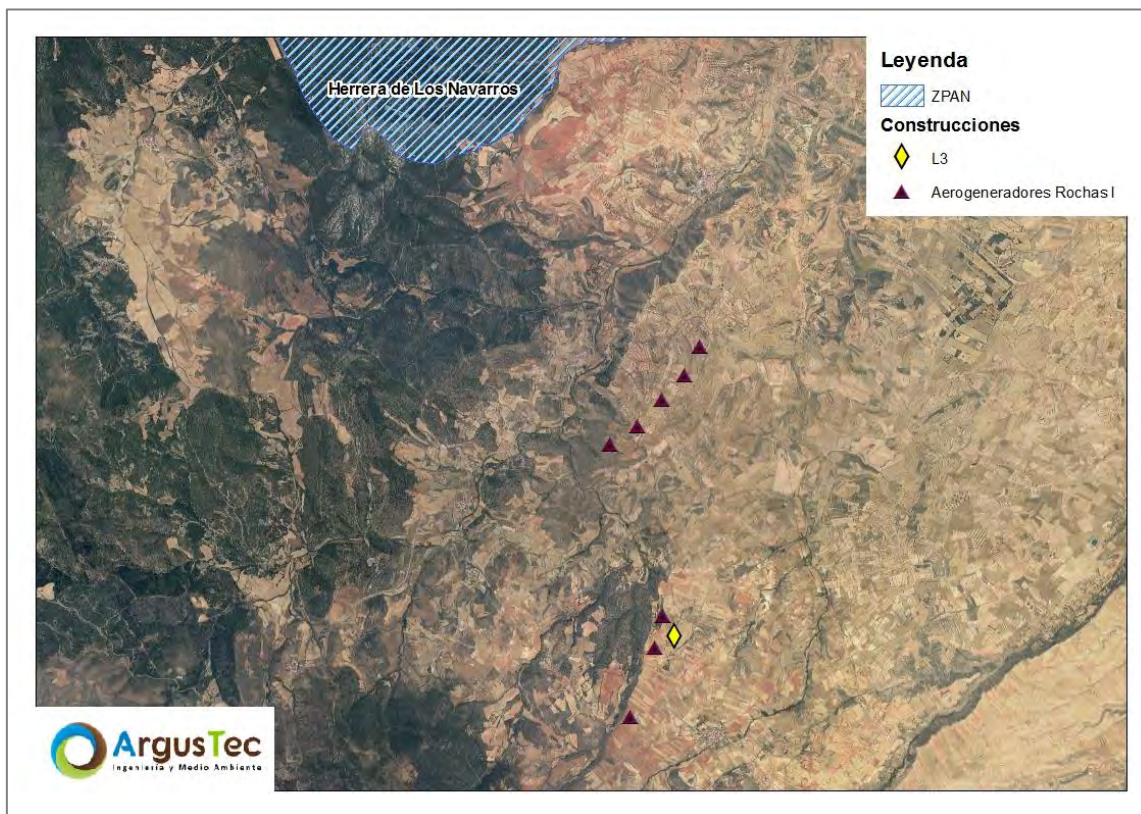 Herrera de Los Navarros
Leyenda
ZPAN
Construcciones
L3
Aerogeneradores Rochas I
ArgusTec
Ingeniería y Medio Ambiente